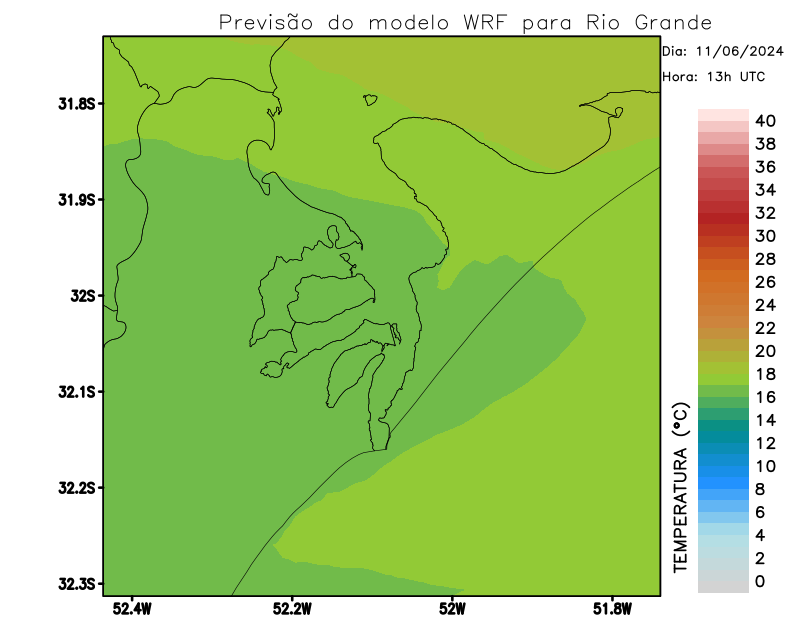 Previsão do modelo WRF para Rio Grande
Dia: 11/06/2024
Hora: 13h UTC
31.8S
31.9S
32S
32.1S
32.2S
32.3S
52.4W
52.2W
52W
51.8W
40
38
36
34
32
30
28
26
24
22
20
18
16
14
12
10
8
6
4
2
0
TEMPERATURA (°C)